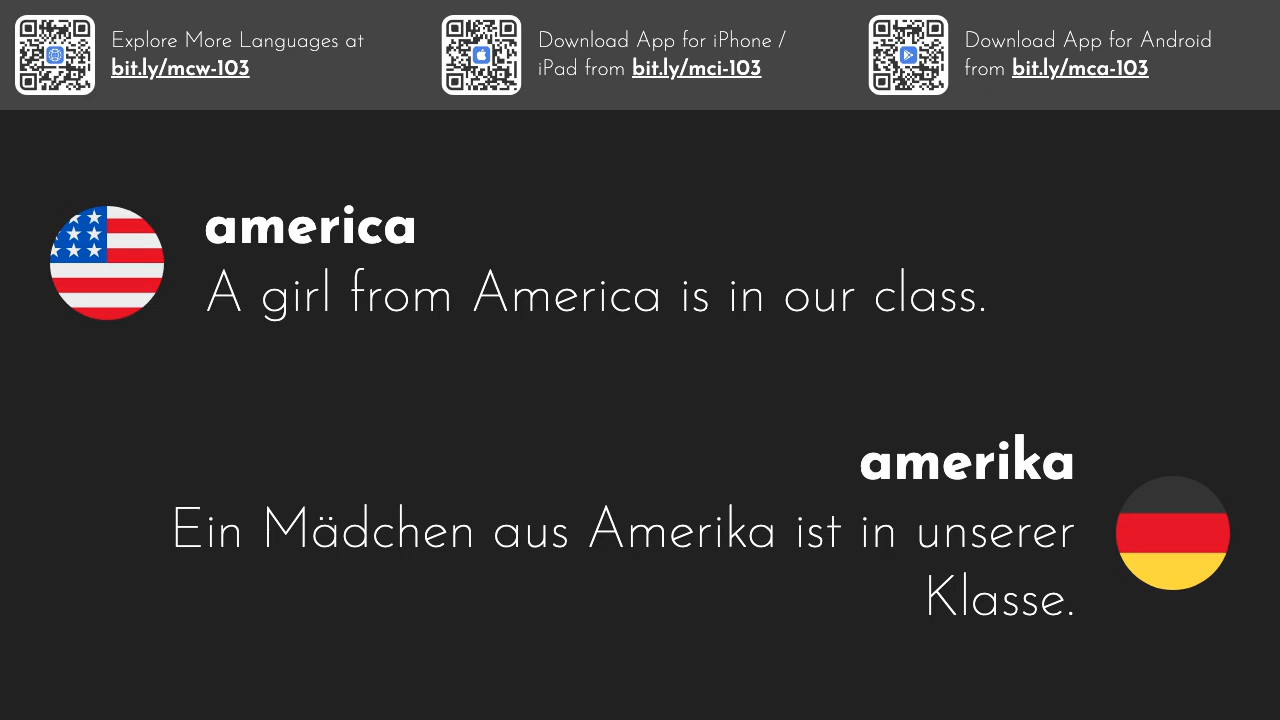 Explore More Languages at
bit.ly/mcw-103
Download App for iPhone /
iPad from bit.ly/mci-103
Download App for Android
from bit.ly/mca-103
america
A girl from America is in our class.
amerika
Ein Mädchen aus Amerika ist in unserer
Klasse.